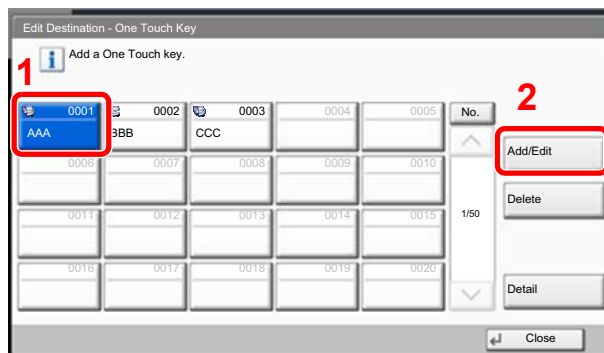 Edit Destination - One Touch Key
Add a One Touch key.
1
2
0001 0002 0003 0004 0005 No.
AAA BBB CCC
Add/Edit
0006 0007 0008 0009 0010
Delete
0011 0012 0013 0014 0015 1/50
0016 0017 0018 0019 0020
Detail
Close